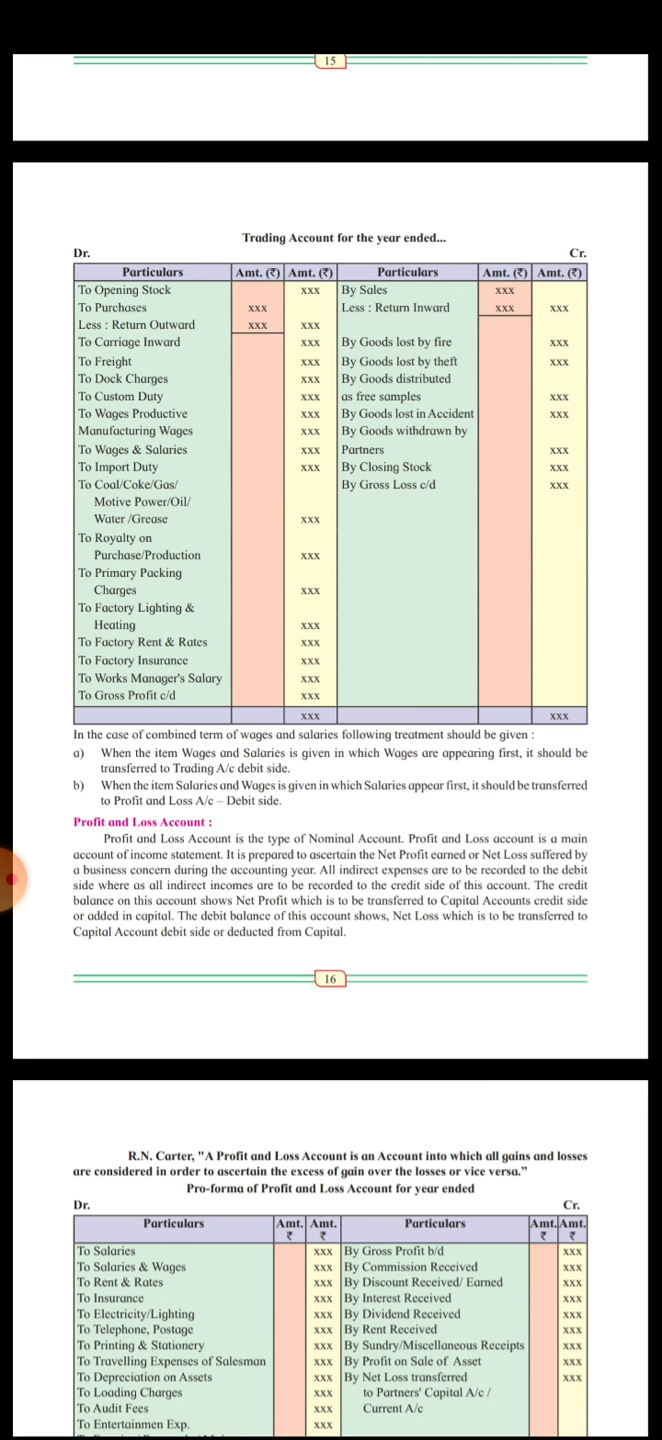 15
Trading Account for the year ended...
Dr. Cr.
Particulars Amt. (₹) Amt. (₹) Particulars Amt. (₹) Amt. (₹)
To Opening Stock xxx By Sales xxx
To Purchases xxx Less : Return Inward xxx xxx
Less : Return Outward xxx xxx
To Carriage Inward xxx By Goods lost by fire xxx
To Freight xxx By Goods lost by theft xxx
To Dock Charges xxx By Goods distributed
To Custom Duty xxx as free samples xxx
To Wages Productive xxx By Goods lost in Accident xxx
Manufacturing Wages xxx By Goods withdrawn by
To Wages & Salaries xxx Partners xxx
To Import Duty xxx By Closing Stock xxx
To Coal/Coke/Gas/ By Gross Loss c/d xxx
Motive Power/Oil/
Water /Grease xxx
To Royalty on
Purchase/Production xxx
To Primary Packing
Charges xxx
To Factory Lighting &
Heating xxx
To Factory Rent & Rates xxx
To Factory Insurance xxx
To Works Manager's Salary xxx
To Gross Profit c/d xxx
xxx xxx
In the case of combined term of wages and salaries following treatment should be given :
a) When the item Wages and Salaries is given in which Wages are appearing first, it should be
transferred to Trading A/c debit side.
b) When the item Salaries and Wages is given in which Salaries appear first, it should be transferred
to Profit and Loss A/c – Debit side.
Profit and Loss Account :
Profit and Loss Account is the type of Nominal Account. Profit and Loss account is a main
account of income statement. It is prepared to ascertain the Net Profit earned or Net Loss suffered by
a business concern during the accounting year. All indirect expenses are to be recorded to the debit
side where as all indirect incomes are to be recorded to the credit side of this account. The credit
balance on this account shows Net Profit which is to be transferred to Capital Accounts credit side
or added in capital. The debit balance of this account shows, Net Loss which is to be transferred to
Capital Account debit side or deducted from Capital.
16
R.N. Carter, "A Profit and Loss Account is an Account into which all gains and losses
are considered in order to ascertain the excess of gain over the losses or vice versa.”
Pro-forma of Profit and Loss Account for year ended
Dr. Cr.
Particulars Amt. Amt. Particulars Amt. Amt.
₹ ₹ ₹ ₹
To Salaries xxx By Gross Profit b/d xxx
To Salaries & Wages xxx By Commission Received xxx
To Rent & Rates xxx By Discount Received/ Earned xxx
To Insurance xxx By Interest Received xxx
To Electricity/Lighting xxx By Dividend Received xxx
To Telephone, Postage xxx By Rent Received xxx
To Printing & Stationery xxx By Sundry/Miscellaneous Receipts xxx
To Travelling Expenses of Salesman xxx By Profit on Sale of Asset xxx
To Depreciation on Assets xxx By Net Loss transferred xxx
To Loading Charges xxx to Partners' Capital A/c /
To Audit Fees xxx Current A/c
To Entertainmen Exp. xxx